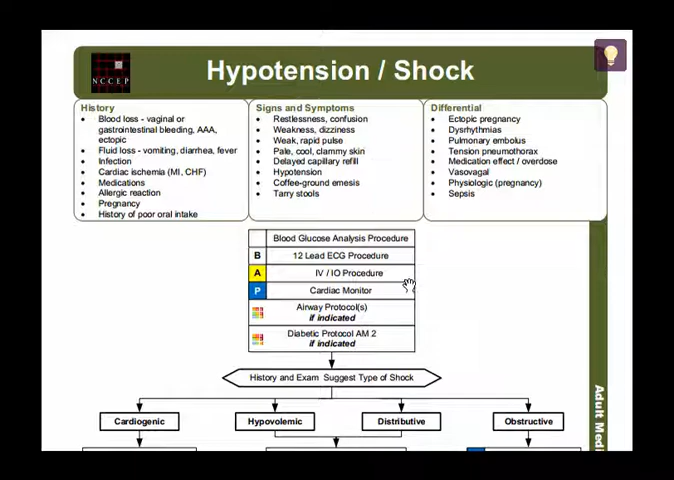 NCCEP
Hypotension / Shock
History
• Blood loss - vaginal or
gastrointestinal bleeding, AAA,
ectopic
• Fluid loss - vomiting, diarrhea, fever
• Infection
• Cardiac ischemia (MI, CHF)
• Medications
• Allergic reaction
• Pregnancy
• History of poor oral intake
Signs and Symptoms
• Restlessness, confusion
• Weakness, dizziness
• Weak, rapid pulse
• Pale, cool, clammy skin
• Delayed capillary refill
• Hypotension
• Coffee-ground emesis
• Tarry stools
Differential
• Ectopic pregnancy
• Dysrhythmias
• Pulmonary embolus
• Tension pneumothorax
• Medication effect / overdose
• Vasovagal
• Physiologic (pregnancy)
• Sepsis
Blood Glucose Analysis Procedure
B 12 Lead ECG Procedure
A IV / IO Procedure
P Cardiac Monitor
Airway Protocol(s)
if indicated
Diabetic Protocol AM 2
if indicated
History and Exam Suggest Type of Shock
Cardiogenic
Hypovolemic
Distributive
Obstructive
Adult Medi